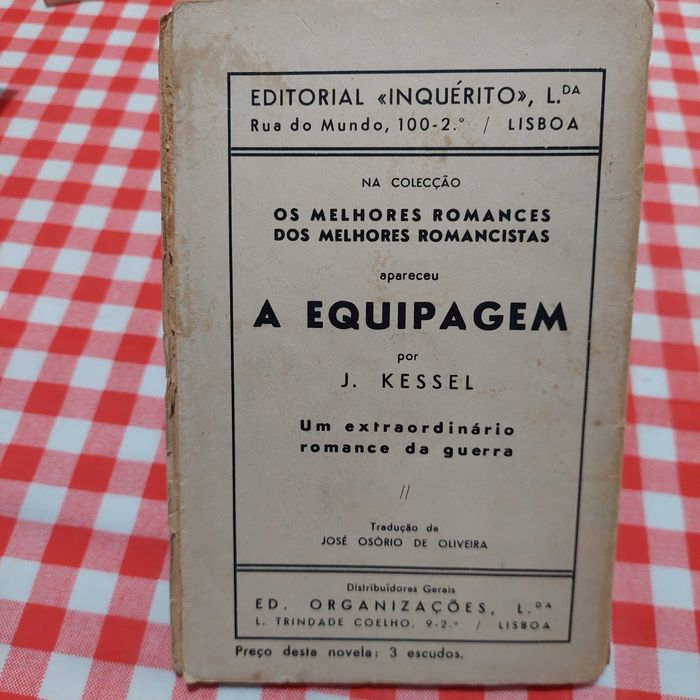 EDITORIAL «INQUÉRITO», L.DA
Rua do Mundo, 100-2.º / LISBOA
NA COLECÇÃO
OS MELHORES ROMANCES
DOS MELHORES ROMANCISTAS
apareceu
A EQUIPAGEM
por
J. KESSEL
Um extraordinário
romance da guerra
//
Tradução de
JOSÉ OSÓRIO DE OLIVEIRA
Distribuïdores Gerais
ED. ORGANIZAÇÕES, L.DA
L. TRINDADE COELHO, 9-2.º / LISBOA
Preço desta novela: 3 escudos.